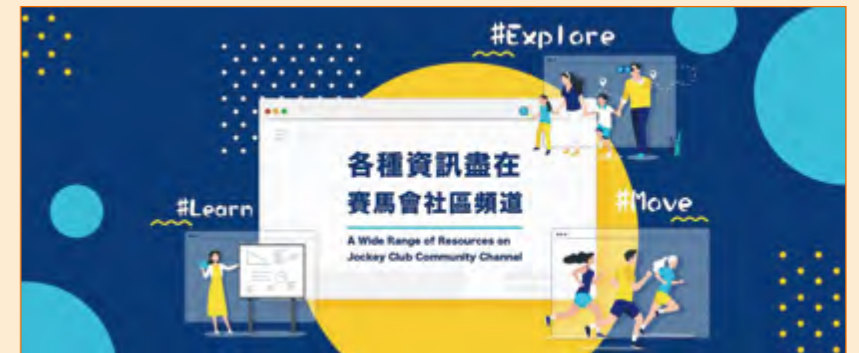 #Explore
各種資訊盡在
賽馬會社區頻道
#Learn
#Move
A Wide Range of Resources on
Jockey Club Community Channel